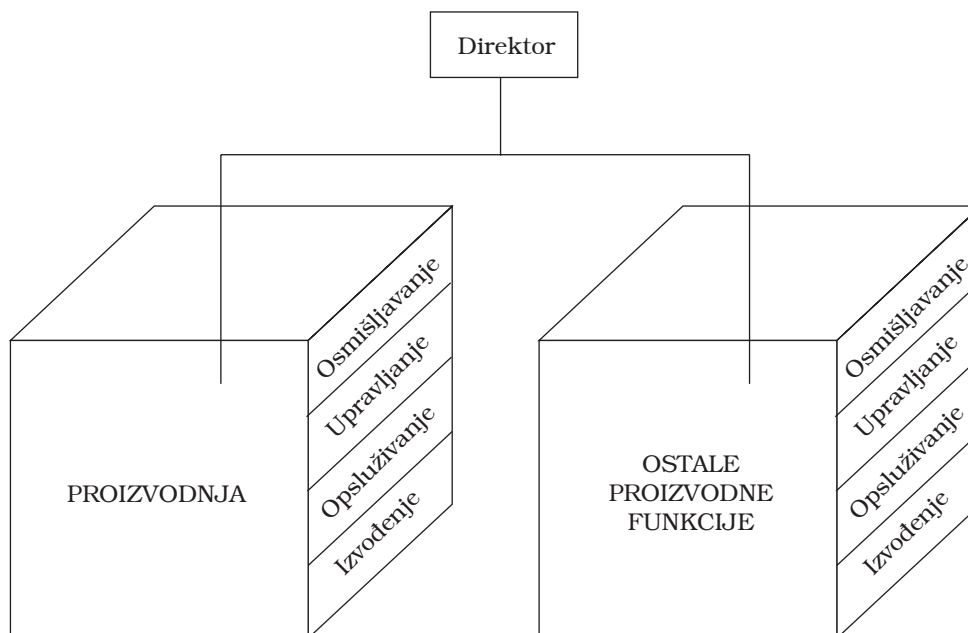 Direktor
PROIZVODNJA
Osmišljavanje
Upravljanje
Opsluživanje
Izvođenje
OSTALE
PROIZVODNE
FUNKCIJE
Osmišljavanje
Upravljanje
Opsluživanje
Izvođenje